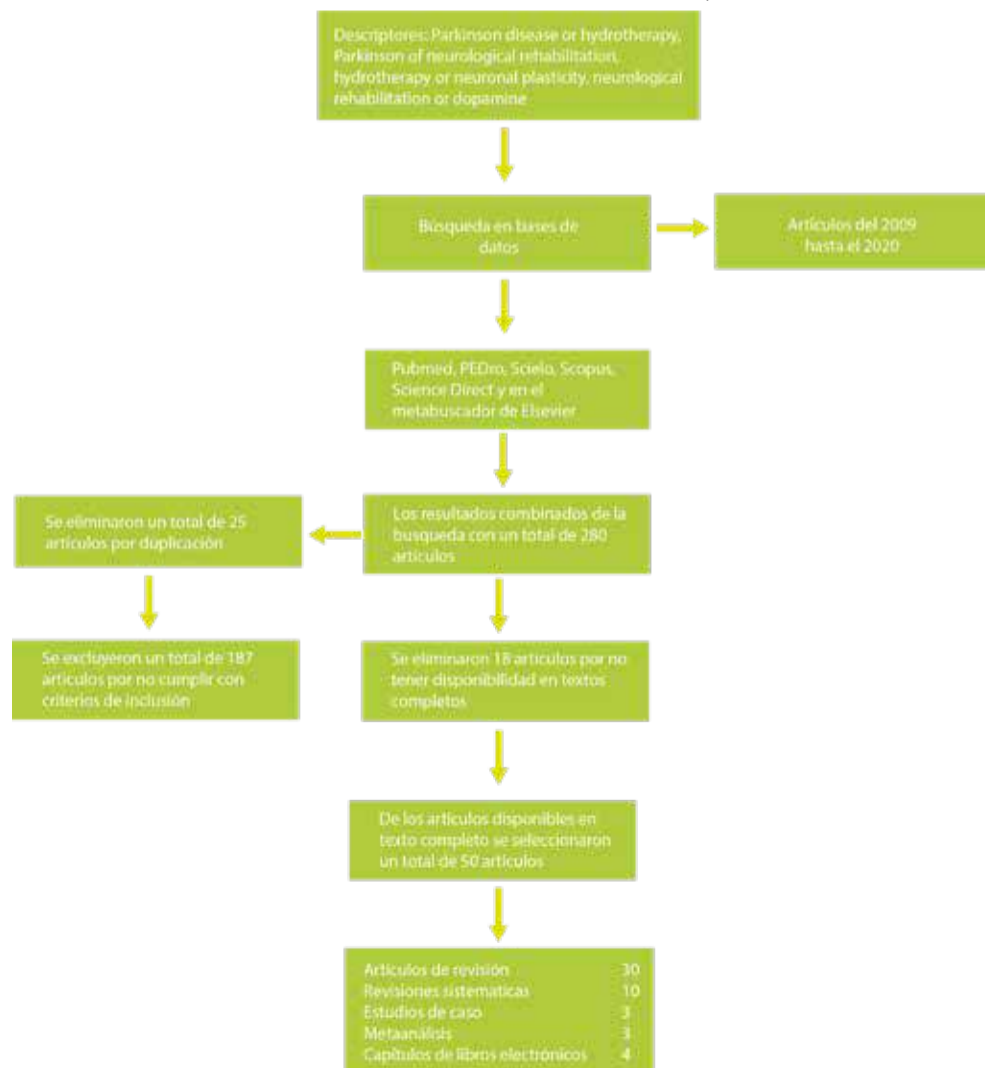 Descriptores: Parkinson disease or hydrotherapy,
Parkinson of neurological rehabilitation,
hydrotherapy or neuronal plasticity, neurological
rehabilitation or dopamine
Búsqueda en bases de
datos
Artículos del 2009
hasta el 2020
Pubmed, PEDro, Scielo, Scopus,
Science Direct y en el
metabuscador de Elsevier
Los resultados combinados de la
busqueda con un total de 280
artículos
Se eliminaron un total de 25
artículos por duplicación
Se excluyeron un total de 187
artículos por no cumplir con
criterios de inclusión
Se eliminaron 18 artículos por no
tener disponibilidad en textos
completos
De los artículos disponibles en
texto completo se seleccionaron
un total de 50 artículos
Artículos de revisión 30
Revisiones sistematicas 10
Estudios de caso 3
Metaanálisis 3
Capítulos de libros electrónicos 4